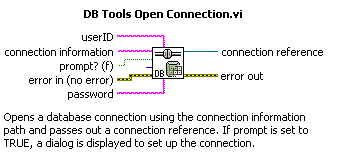 DB Tools Open Connection.vi
userID
connection information
connection reference
prompt? (f)
error in (no error)
DB
error out
password
Opens a database connection using the connection information
path and passes out a connection reference. If prompt is set to
TRUE, a dialog is displayed to set up the connection.